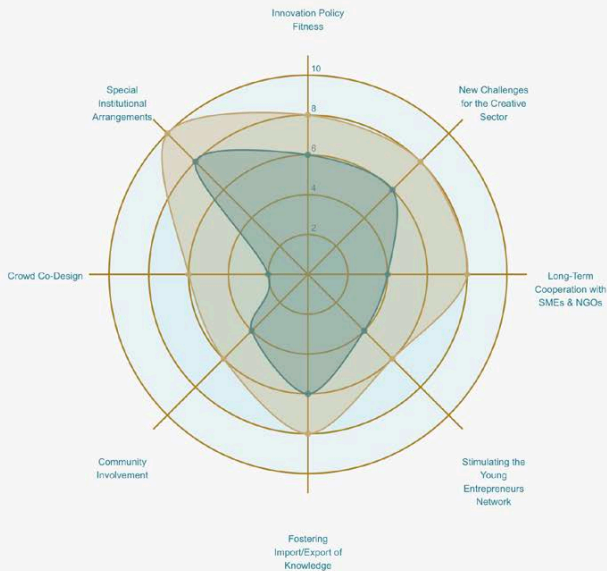 Innovation Policy
Fitness
10
8
6
4
2
Special
Institutional
Arrangements
New Challenges
for the Creative
Sector
Crowd Co-Design
Long-Term
Cooperation with
SMEs & NGOs
Community
Involvement
Stimulating the
Young
Entrepreneurs
Network
Fostering
Import/Export of
Knowledge